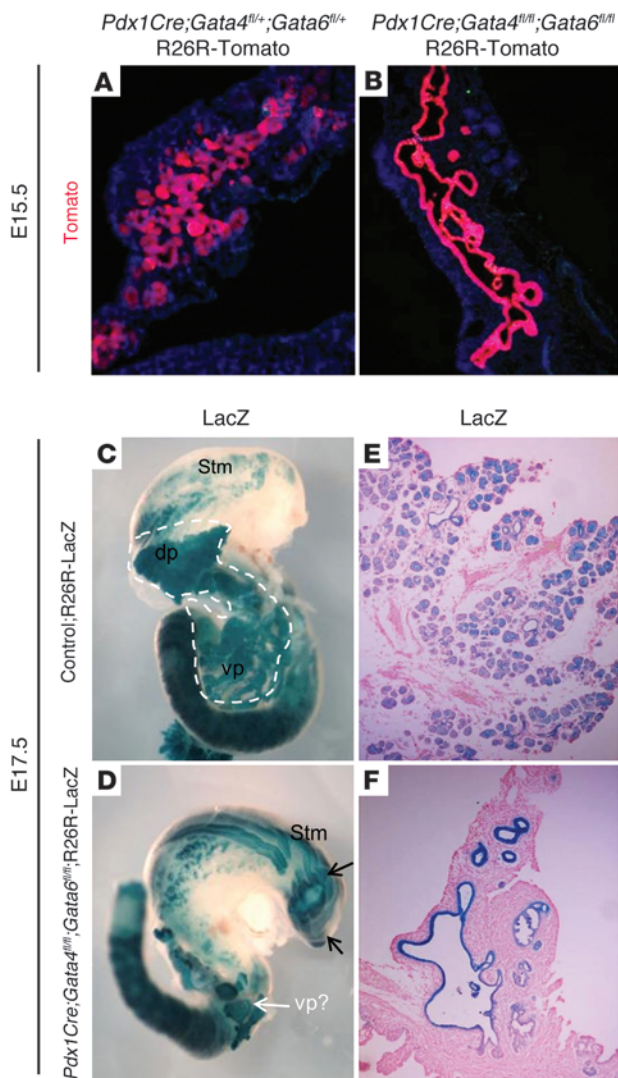 Pdx1Cre;Gata4fl/+;Gata6fl/+
R26R-Tomato
Pdx1Cre;Gata4fl/fl;Gata6fl/fl
R26R-Tomato
A
B
E15.5
Tomato
LacZ
LacZ
C
Stm
dp
vp
E
Control;R26R-LacZ
E17.5
D
Stm
vp?
F
Pdx1Cre;Gata4fl/fl;Gata6fl/fl;R26R-LacZ